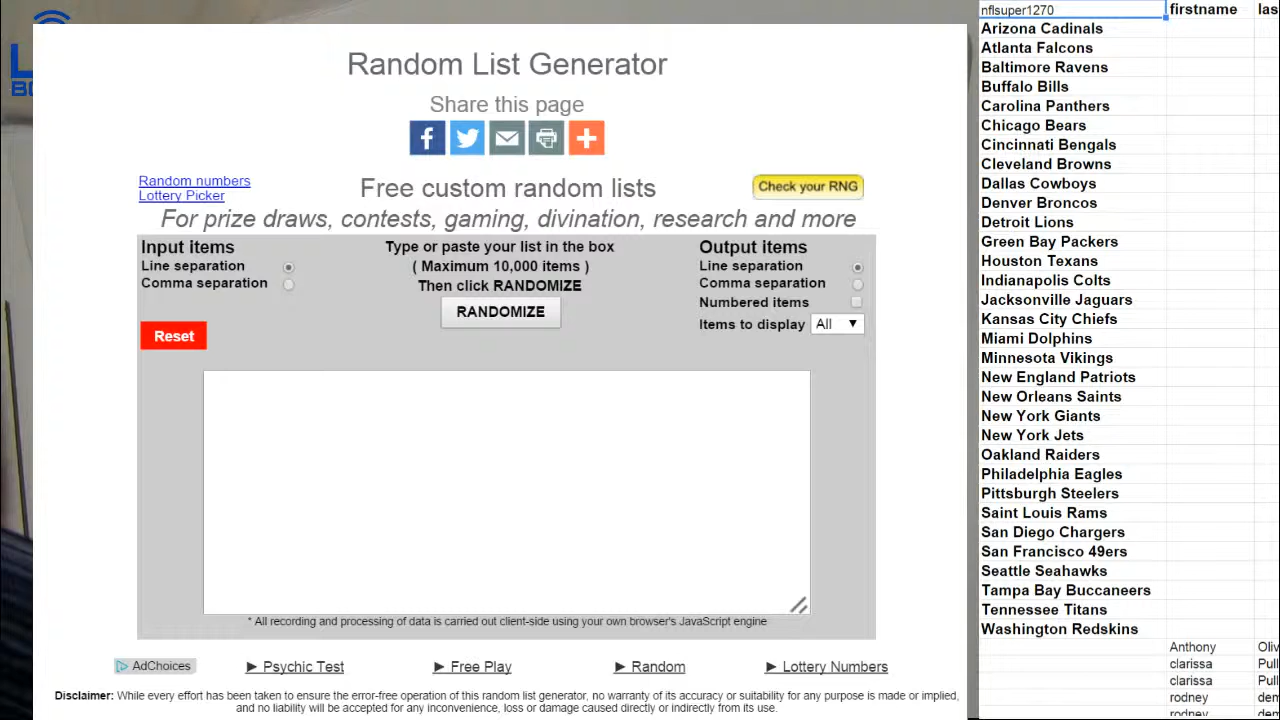 Random List Generator
Share this page
Random numbers
Lottery Picker
Free custom random lists
Check your RNG
For prize draws, contests, gaming, divination, research and more
Input items
Line separation
Comma separation
Reset
Type or paste your list in the box
( Maximum 10,000 items )
Then click RANDOMIZE
RANDOMIZE
Output items
Line separation
Comma separation
Numbered items
Items to display All
* All recording and processing of data is carried out client-side using your own browser's JavaScript engine
AdChoices
► Psychic Test
► Free Play
► Random
► Lottery Numbers
Disclaimer: While every effort has been taken to ensure the error-free operation of this random list generator, no warranty of its accuracy or suitability for any purpose is made or implied,
and no liability will be accepted for any inconvenience, loss or damage caused directly or indirectly from its use.
nflsuper1270 firstname las
Arizona Cadinals
Atlanta Falcons
Baltimore Ravens
Buffalo Bills
Carolina Panthers
Chicago Bears
Cincinnati Bengals
Cleveland Browns
Dallas Cowboys
Denver Broncos
Detroit Lions
Green Bay Packers
Houston Texans
Indianapolis Colts
Jacksonville Jaguars
Kansas City Chiefs
Miami Dolphins
Minnesota Vikings
New England Patriots
New Orleans Saints
New York Giants
New York Jets
Oakland Raiders
Philadelphia Eagles
Pittsburgh Steelers
Saint Louis Rams
San Diego Chargers
San Francisco 49ers
Seattle Seahawks
Tampa Bay Buccaneers
Tennessee Titans
Washington Redskins
Anthony Oliv
clarissa Pull
clarissa Pull
rodney den
rodney